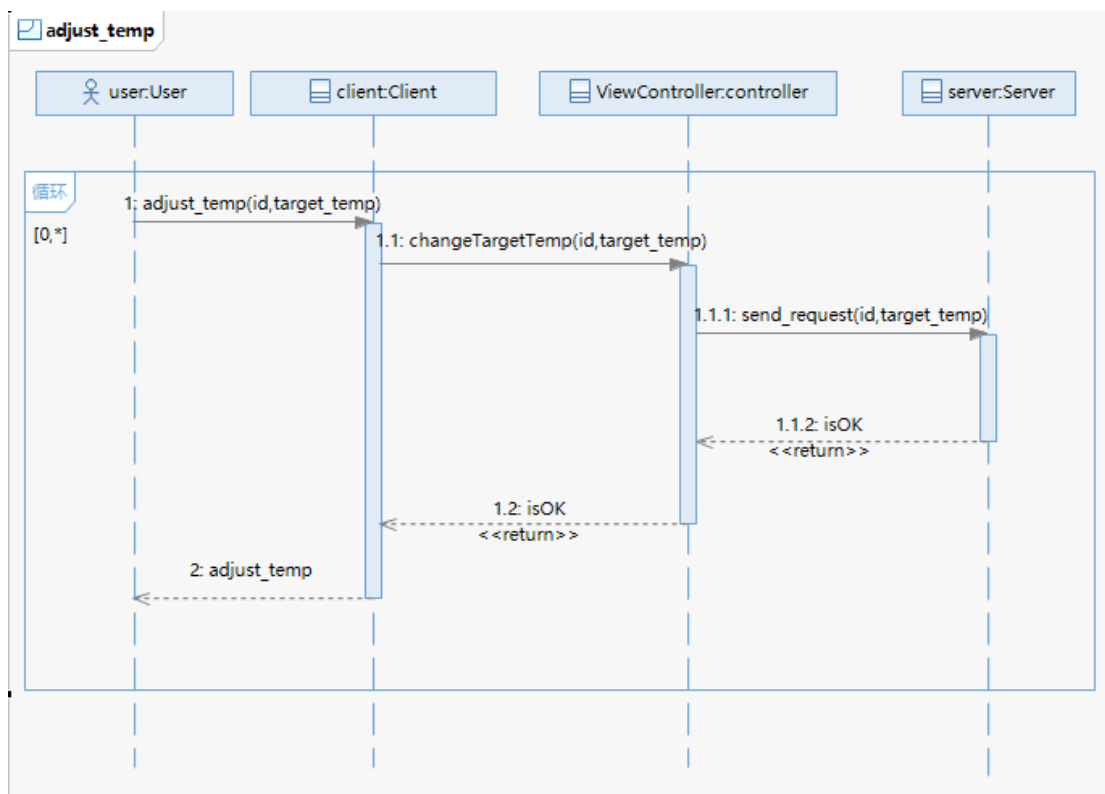 adjust_temp
user:User
client:Client
ViewController:controller
server:Server
循环
[0,*]
1: adjust_temp(id,target_temp)
1.1: changeTargetTemp(id,target_temp)
1.1.1: send_request(id,target_temp)
1.1.2: isOK
<<return>>
1.2: isOK
<<return>>
2: adjust_temp